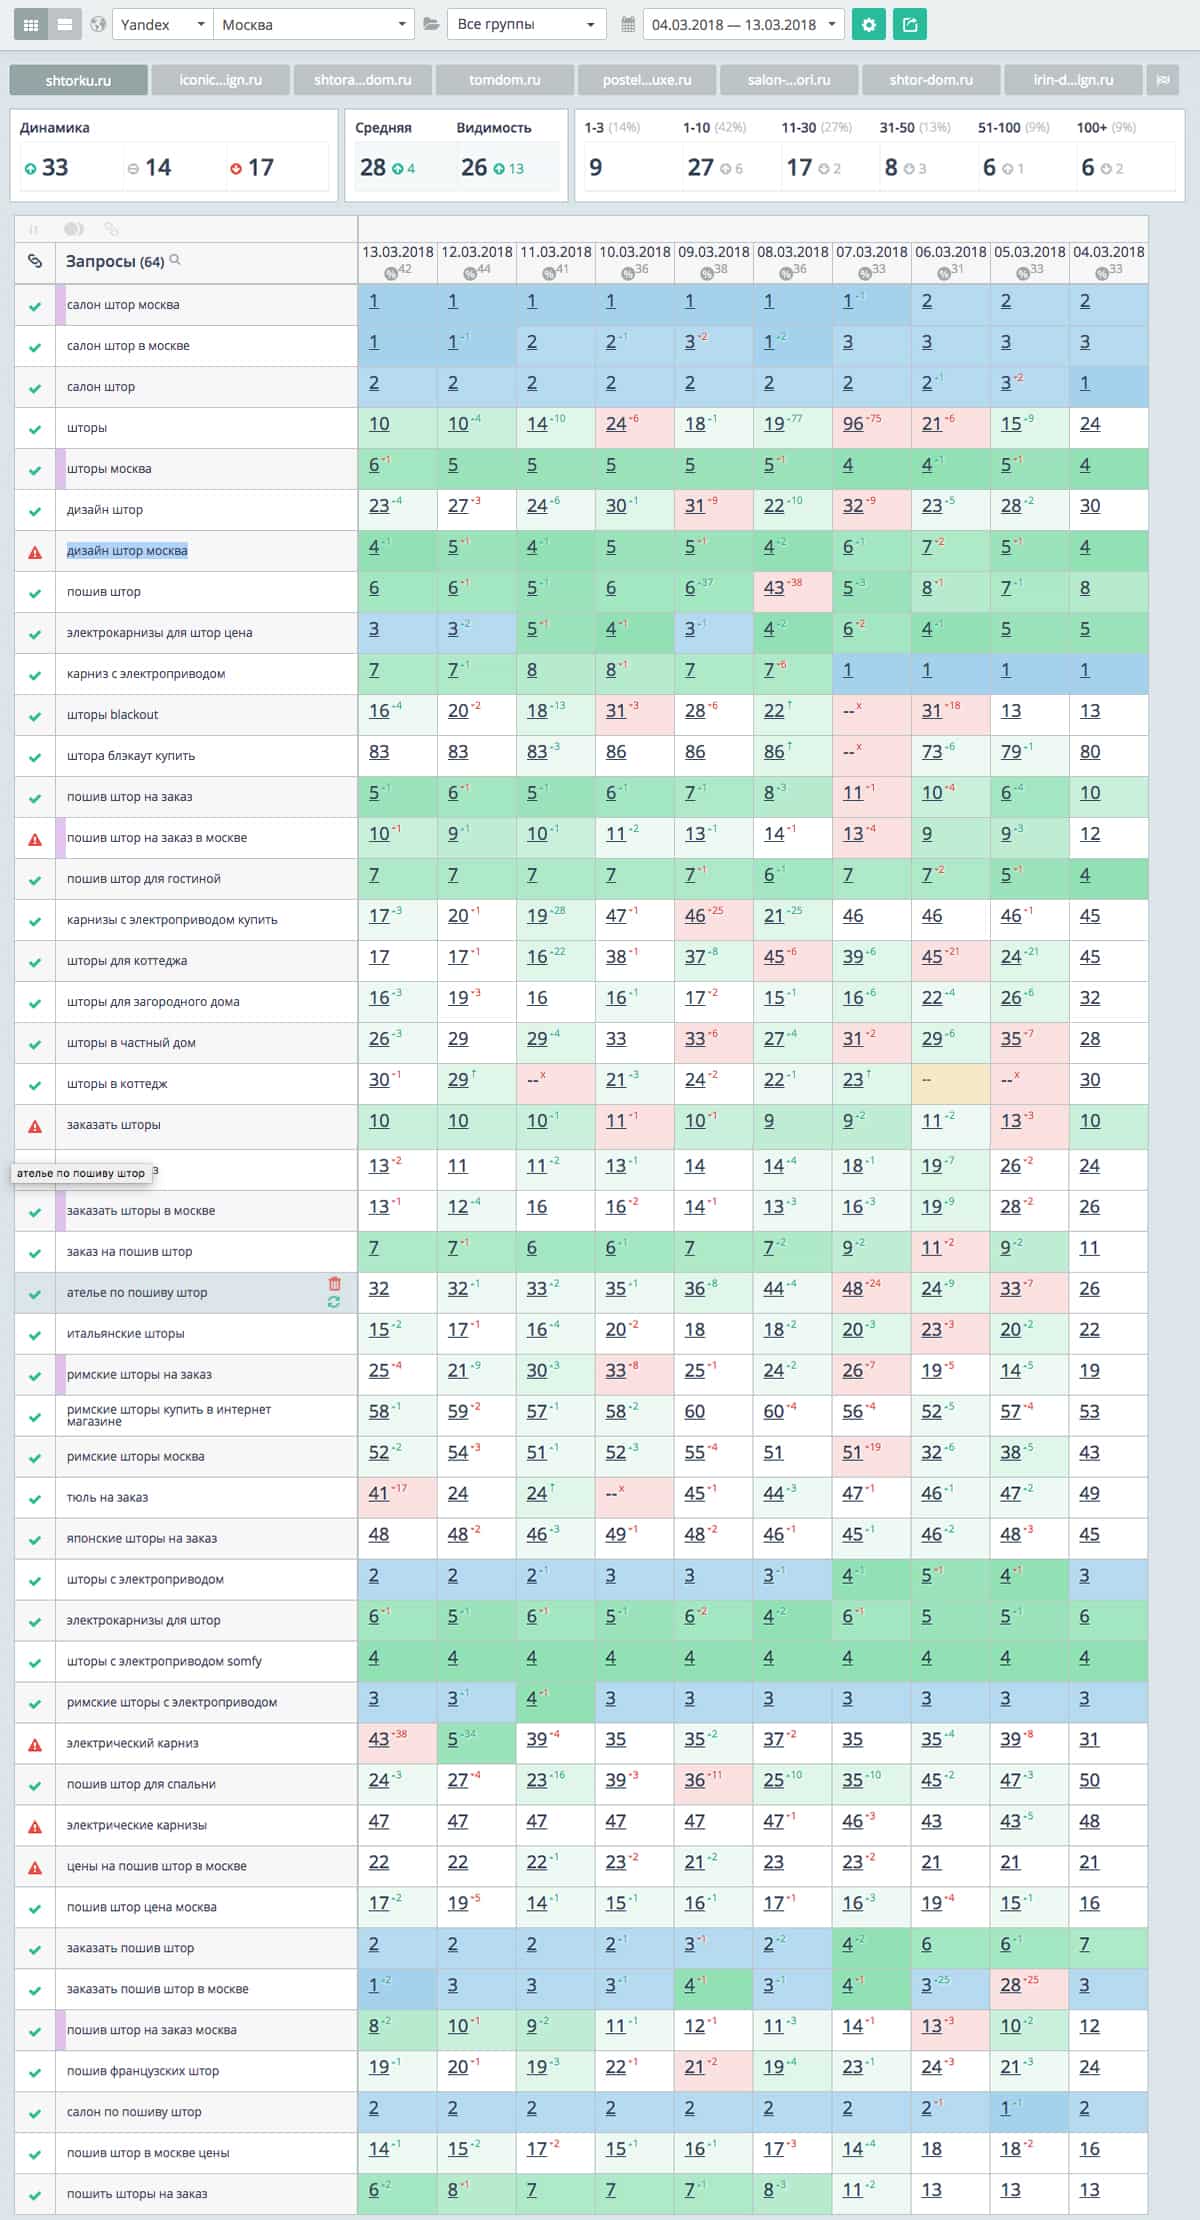 Yandex Москва Все группы 04.03.2018 — 13.03.2018
shtorku.ru iconic...ign.ru shtora...dom.ru tomdom.ru postel...uxe.ru salon-...ori.ru shtor-dom.ru irin-d...ign.ru
Динамика Средняя Видимость 1-3 (14%) 1-10 (42%) 11-30 (27%) 31-50 (13%) 51-100 (9%) 100+ (9%)
33 14 17 28 4 26 13 9 27 6 17 2 8 3 6 1 6 2
Запросы (64) 13.03.2018 12.03.2018 11.03.2018 10.03.2018 09.03.2018 08.03.2018 07.03.2018 06.03.2018 05.03.2018 04.03.2018
%42 %44 %41 %36 %38 %36 %33 %31 %33 %33
салон штор москва 1 1 1 1 1 1 1 -1 2 2 2
салон штор в москве 1 1 -1 2 2 -1 3 +2 1 -2 3 3 3 3
салон штор 2 2 2 2 2 2 2 2 -1 3 +2 1
шторы 10 10 -4 14 -10 24 +6 18 -1 19 -77 96 +75 21 +6 15 -9 24
шторы москва 6 +1 5 5 5 5 5 +1 4 4 -1 5 +1 4
дизайн штор 23 -4 27 +3 24 -6 30 -1 31 +9 22 -10 32 +9 23 -5 28 -2 30
дизайн штор москва 4 -1 5 +1 4 -1 5 5 +1 4 -2 6 -1 7 +2 5 +1 4
пошив штор 6 6 +1 5 -1 6 6 -37 43 +38 5 -3 8 +1 7 -1 8
электрокарнизы для штор цена 3 3 -2 5 +1 4 +1 3 -1 4 -2 6 +2 4 -1 5 5
карниз с электроприводом 7 7 -1 8 8 +1 7 7 +6 1 1 1 1
шторы blackout 16 -4 20 +2 18 -13 31 +3 28 +6 22 ↑ -- x 31 +18 13 13
штора блэкаут купить 83 83 83 -3 86 86 86 ↑ -- x 73 -6 79 -1 80
пошив штор на заказ 5 -1 6 +1 5 -1 6 -1 7 -1 8 -3 11 +1 10 +4 6 -4 10
пошив штор на заказ в москве 10 +1 9 -1 10 -1 11 -2 13 -1 14 +1 13 +4 9 9 -3 12
пошив штор для гостиной 7 7 7 7 7 +1 6 -1 7 7 +2 5 +1 4
карнизы с электроприводом купить 17 -3 20 +1 19 -28 47 +1 46 +25 21 -25 46 46 46 +1 45
шторы для коттеджа 17 17 +1 16 -22 38 +1 37 -8 45 +6 39 -6 45 +21 24 -21 45
шторы для загородного дома 16 -3 19 +3 16 16 -1 17 +2 15 -1 16 -6 22 -4 26 -6 32
шторы в частный дом 26 -3 29 29 -4 33 33 +6 27 -4 31 +2 29 -6 35 +7 28
шторы в коттедж 30 +1 29 ↑ -- x 21 -3 24 +2 22 -1 23 ↑ -- -- x 30
заказать шторы 10 10 10 -1 11 +1 10 +1 9 9 -2 11 -2 13 +3 10
ателье по пошиву штор з 13 +2 11 11 -2 13 -1 14 14 -4 18 -1 19 -7 26 +2 24
заказать шторы в москве 13 +1 12 -4 16 16 +2 14 +1 13 -3 16 -3 19 -9 28 +2 26
заказ на пошив штор 7 7 +1 6 6 -1 7 7 -2 9 -2 11 +2 9 -2 11
ателье по пошиву штор 32 32 -1 33 -2 35 -1 36 -8 44 -4 48 +24 24 -9 33 +7 26
итальянские шторы 15 -2 17 +1 16 -4 20 +2 18 18 -2 20 -3 23 +3 20 -2 22
римские шторы на заказ 25 +4 21 -9 30 -3 33 +8 25 +1 24 -2 26 +7 19 +5 14 -5 19
римские шторы купить в интернет 58 -1 59 +2 57 -1 58 -2 60 60 +4 56 +4 52 -5 57 +4 53
магазине
римские шторы москва 52 -2 54 +3 51 -1 52 -3 55 +4 51 51 +19 32 -6 38 -5 43
тюль на заказ 41 +17 24 24 ↑ -- x 45 +1 44 -3 47 +1 46 -1 47 -2 49
японские шторы на заказ 48 48 +2 46 -3 49 +1 48 +2 46 +1 45 -1 46 -2 48 +3 45
шторы с электроприводом 2 2 2 -1 3 3 3 -1 4 -1 5 +1 4 +1 3
электрокарнизы для штор 6 +1 5 -1 6 +1 5 -1 6 +2 4 -2 6 +1 5 5 -1 6
шторы с электроприводом somfy 4 4 4 4 4 4 4 4 4 4
римские шторы с электроприводом 3 3 -1 4 +1 3 3 3 3 3 3 3
электрический карниз 43 +38 5 -34 39 +4 35 35 -2 37 +2 35 35 -4 39 +8 31
пошив штор для спальни 24 -3 27 +4 23 -16 39 +3 36 +11 25 -10 35 -10 45 -2 47 -3 50
электрические карнизы 47 47 47 47 47 47 +1 46 +3 43 43 -5 48
цены на пошив штор в москве 22 22 22 -1 23 +2 21 -2 23 23 +2 21 21 21
пошив штор цена москва 17 -2 19 +5 14 -1 15 -1 16 -1 17 +1 16 -3 19 +4 15 -1 16
заказать пошив штор 2 2 2 2 -1 3 +1 2 -2 4 -2 6 6 -1 7
заказать пошив штор в москве 1 -2 3 3 3 -1 4 +1 3 -1 4 +1 3 -25 28 +25 3
пошив штор на заказ москва 8 -2 10 +1 9 -2 11 -1 12 +1 11 -3 14 +1 13 +3 10 -2 12
пошив французских штор 19 -1 20 +1 19 -3 22 +1 21 +2 19 -4 23 -1 24 +3 21 -3 24
салон по пошиву штор 2 2 2 2 2 2 2 2 +1 1 -1 2
пошив штор в москве цены 14 -1 15 -2 17 +2 15 -1 16 -1 17 +3 14 -4 18 18 +2 16
пошить шторы на заказ 6 -2 8 +1 7 7 7 -1 8 -3 11 -2 13 13 13